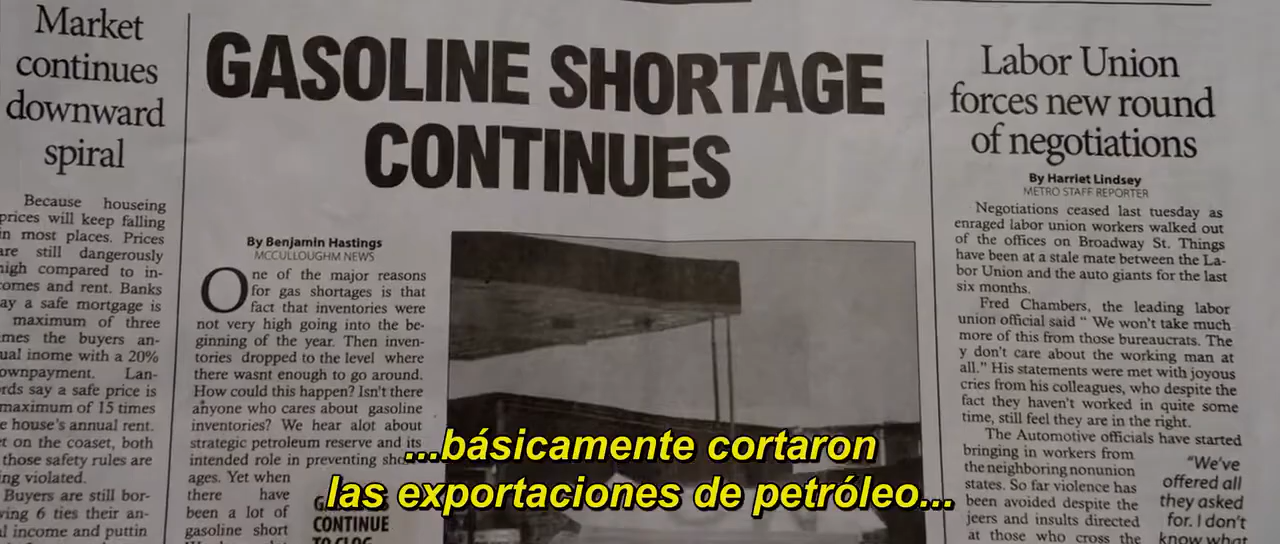 Market
continues
downward
spiral
Because houseing
prices will keep falling
in most places. Prices
are still dangerously
high compared to in-
comes and rent. Banks
say a safe mortgage is
maximum of three
the buyers an-
inome with a 20%
say a safe price is
maximum of 15 times
house's annual rent.
on the coaset, both
those safety rules are
violated.
Buyers are still bor-
6 ties their an-
income and puttin
GASOLINE SHORTAGE
CONTINUES
By Benjamin Hastings
MCCULLOUGHM NEWS
One of the major reasons
for gas shortages is that
fact that inventories were
not very high going into the be-
ginning of the year. Then inven-
tories dropped to the level where
there wasnt enough to go around.
How could this happen? Isn't there
anyone who cares about gasoline
inventories? We hear alot about
strategic petroleum reserve and its
intended role in preventing
ages. Yet when
there have
been a lot of
gasoline short
CONTINUE
TO CLOG
Labor Union
forces new round
of negotiations
By Harriet Lindsey
METRO STAFF REPORTER
Negotiations ceased last tuesday as
enraged labor union workers walked out
of the offices on Broadway St. Things
have been at a stale mate between the La-
bor Union and the auto giants for the last
six months.
Fred Chambers, the leading labor
union official said “ We won't take much
more of this from those bureaucrats. The
y don't care about the working man at
all.” His statements were met with joyous
cries from his colleagues, who despite the
fact they haven't worked in quite some
time, still feel they are in the right.
The Automotive officials have started
bringing in workers from
the neighboring nonunion
states. So far violence has
been avoided despite the
jeers and insults directed
at those who cross the
“We've
offered all
they asked
for. I don't
know what
...básicamente cortaron
las exportaciones de petróleo...